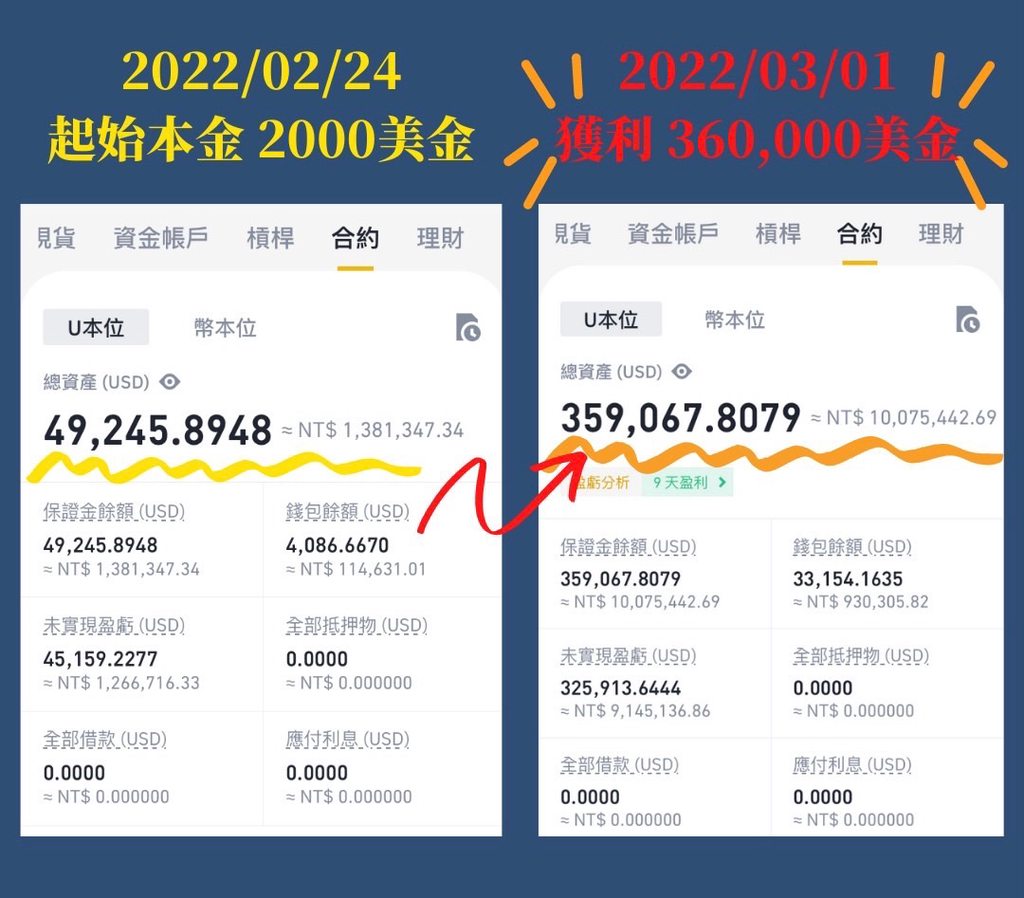 2022/02/24
起始本金 2000美金
2022/03/01
獲利 360,000美金
現貨 資金帳戶 槓桿 合約 理財
U本位 幣本位
總資產 (USD)
49,245.8948 ≈ NT$ 1,381,347.34
保證金餘額 (USD) 錢包餘額 (USD)
49,245.8948 4,086.6670
≈ NT$ 1,381,347.34 ≈ NT$ 114,631.01
未實現盈虧 (USD) 全部抵押物 (USD)
45,159.2277 0.0000
≈ NT$ 1,266,716.33 ≈ NT$ 0.000000
全部借款 (USD) 應付利息 (USD)
0.0000 0.0000
≈ NT$ 0.000000 ≈ NT$ 0.000000
現貨 資金帳戶 槓桿 合約 理財
U本位 幣本位
總資產 (USD)
359,067.8079 ≈ NT$ 10,075,442.69
盈虧分析 9 天盈利
保證金餘額 (USD) 錢包餘額 (USD)
359,067.8079 33,154.1635
≈ NT$ 10,075,442.69 ≈ NT$ 930,305.82
未實現盈虧 (USD) 全部抵押物 (USD)
325,913.6444 0.0000
≈ NT$ 9,145,136.86 ≈ NT$ 0.000000
全部借款 (USD) 應付利息 (USD)
0.0000 0.0000
≈ NT$ 0.000000 ≈ NT$ 0.000000